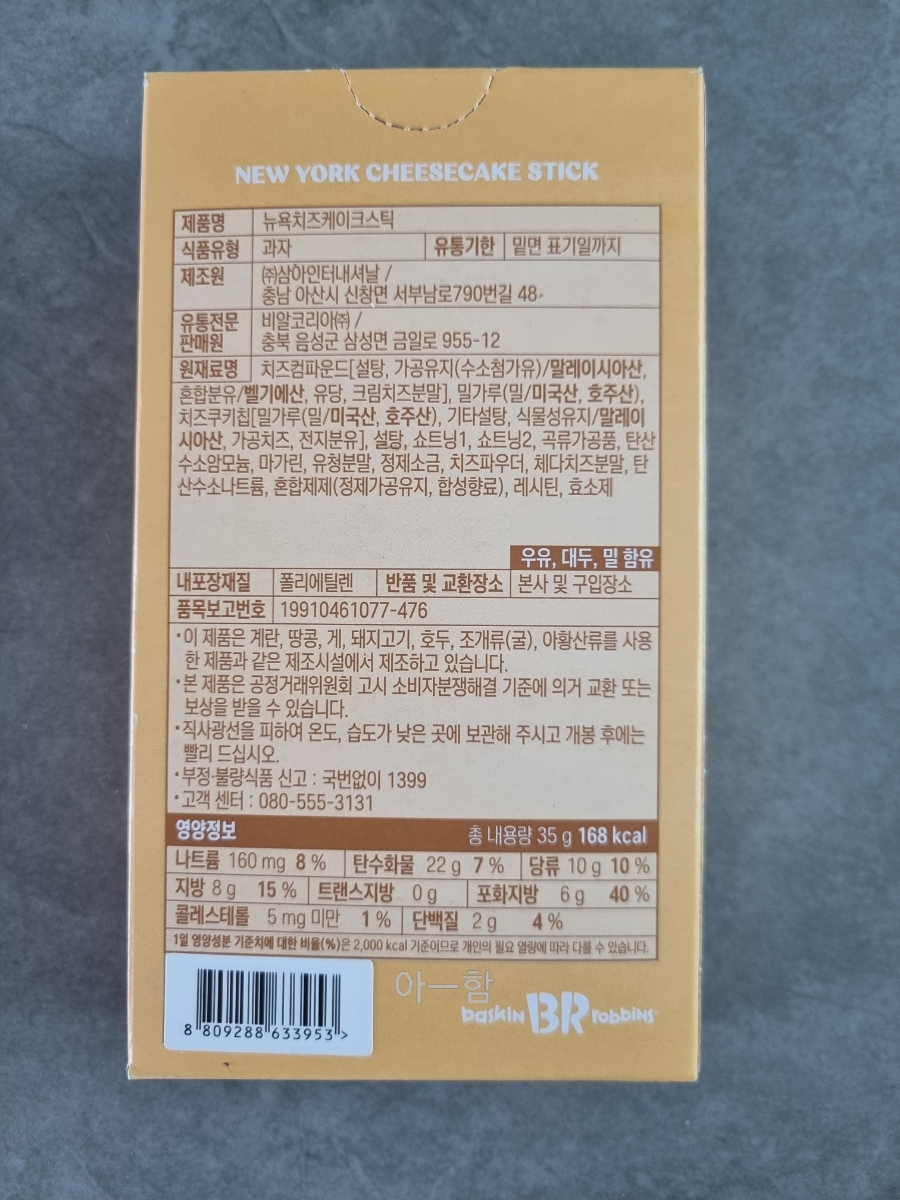 NEW YORK CHEESECAKE STICK
제품명 뉴욕치즈케이크스틱
식품유형 과자 유통기한 밑면 표기일까지
제조원 ㈜삼아인터내셔날 /
충남 아산시 신창면 서부남로790번길 48
유통전문 비알코리아㈜ /
판매원 충북 음성군 삼성면 금일로 955-12
원재료명 치즈컴파운드[설탕, 가공유지(수소첨가유)/말레이시아산,
혼합분유/벨기에산, 유당, 크림치즈분말], 밀가루(밀/미국산, 호주산),
치즈쿠키칩[밀가루(밀/미국산, 호주산), 기타설탕, 식물성유지/말레이
시아산, 가공치즈, 전지분유], 설탕, 쇼트닝1, 쇼트닝2, 곡류가공품, 탄산
수소암모늄, 마가린, 유청분말, 정제소금, 치즈파우더, 체다치즈분말, 탄
산수소나트륨, 혼합제제(정제가공유지, 합성향료), 레시틴, 효소제
우유, 대두, 밀 함유
내포장재질 폴리에틸렌 반품 및 교환장소 본사 및 구입장소
품목보고번호 19910461077-476
•이 제품은 계란, 땅콩, 게, 돼지고기, 호두, 조개류(굴), 아황산류를 사용
한 제품과 같은 제조시설에서 제조하고 있습니다.
•본 제품은 공정거래위원회 고시 소비자분쟁해결 기준에 의거 교환 또는
보상을 받을 수 있습니다.
•직사광선을 피하여 온도, 습도가 낮은 곳에 보관해 주시고 개봉 후에는
빨리 드십시오.
•부정·불량식품 신고 : 국번없이 1399
•고객 센터 : 080-555-3131
영양정보 총 내용량 35 g 168 kcal
나트륨 160 mg 8 % 탄수화물 22 g 7 % 당류 10 g 10 %
지방 8 g 15 % 트랜스지방 0 g 포화지방 6 g 40 %
콜레스테롤 5 mg 미만 1 % 단백질 2 g 4 %
1일 영양성분 기준치에 대한 비율(%)은 2,000 kcal 기준이므로 개인의 필요 열량에 따라 다를 수 있습니다.
아—함
baskin BR robbins
8 809288 633953 >